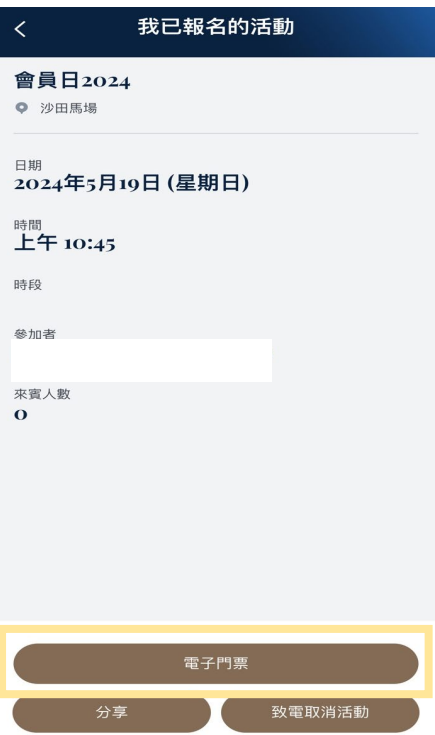 我已報名的活動
會員日2024
沙田馬場
日期
2024年5月19日 (星期日)
時間
上午 10:45
時段
參加者
來賓人數
0
電子門票
分享
致電取消活動